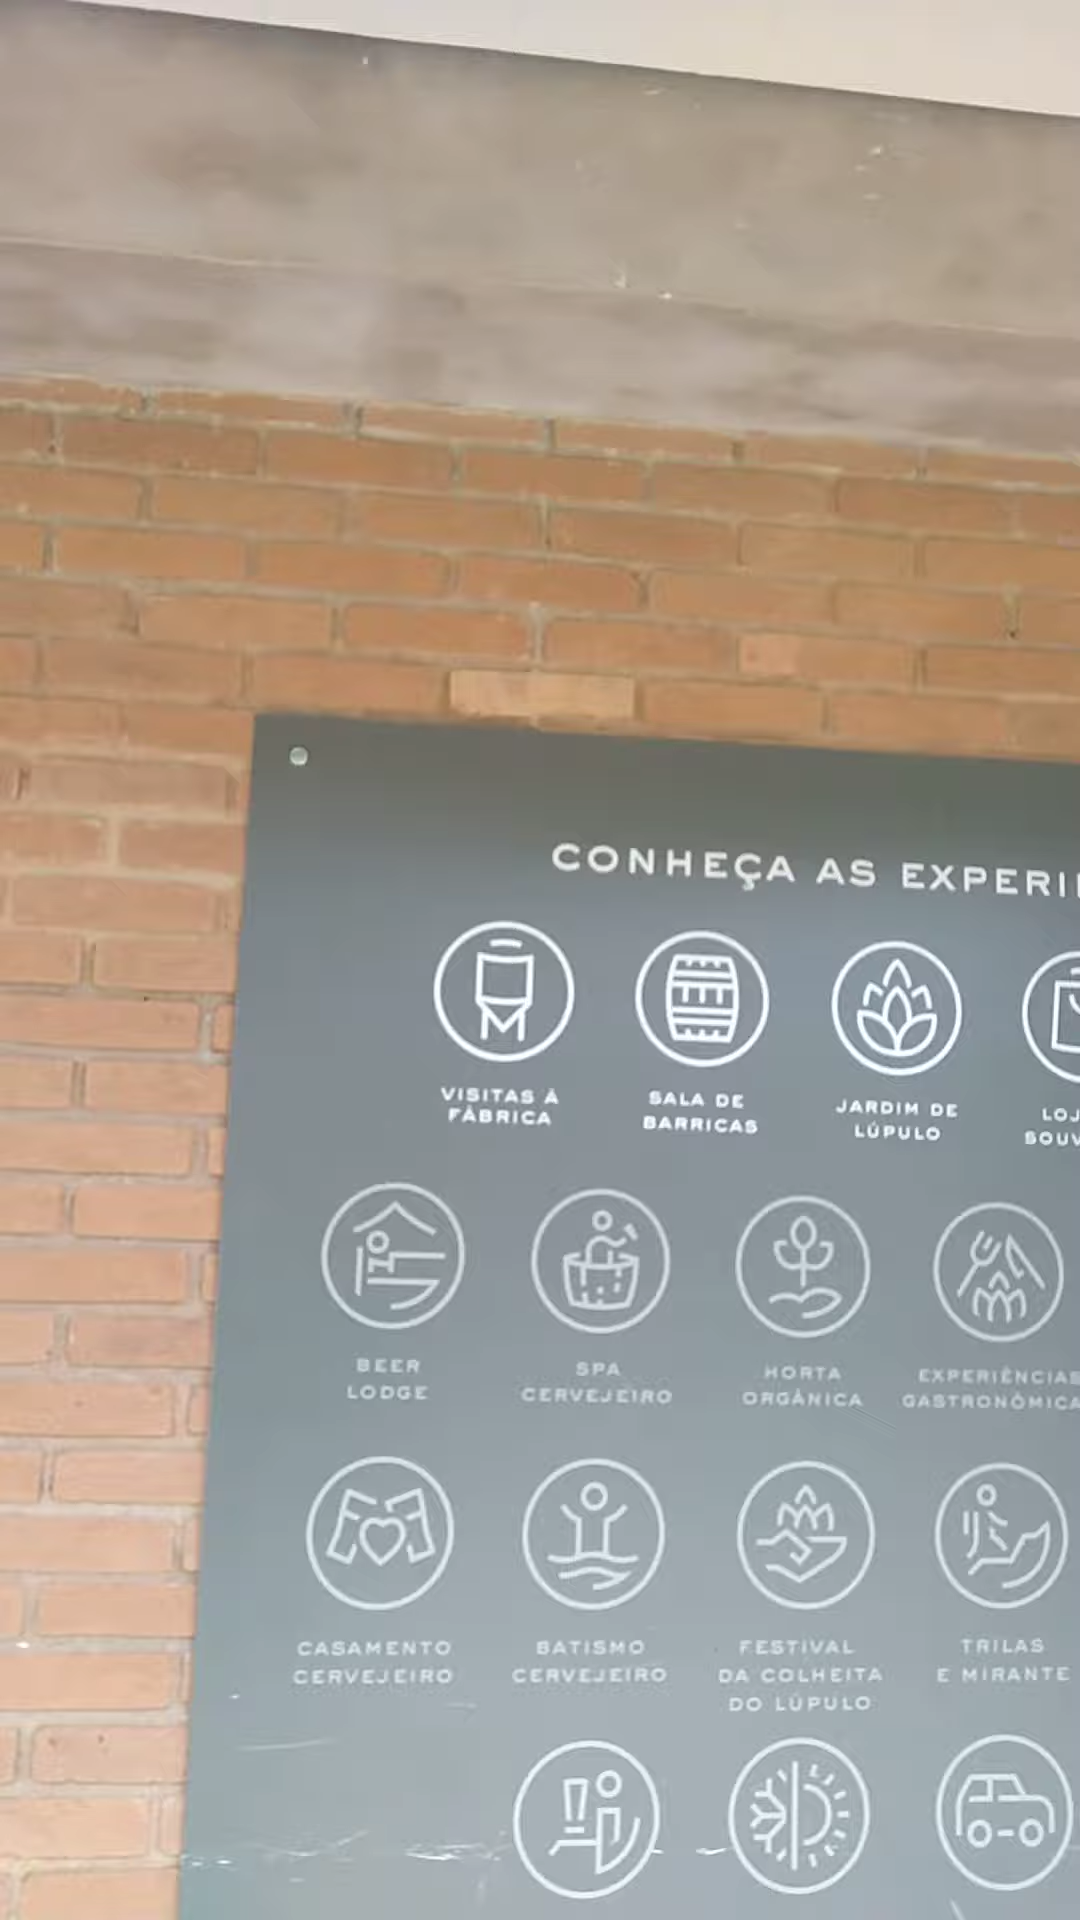 CONHEÇA AS
VISITAS À
FÁBRICA
SALA DE
BARRICAS
JARDIM DE
LÚPULO
BEER
LODGE
SPA
CERVEJEIRO
HORTA
ORGÂNICA
EXPERIÊNCIAS
CASAMENTO
CERVEJEIRO
BATISMO
CERVEJEIRO
FESTIVAL
DA COLHEITA
DO LÚPULO
TRILAS
E MIRANTE